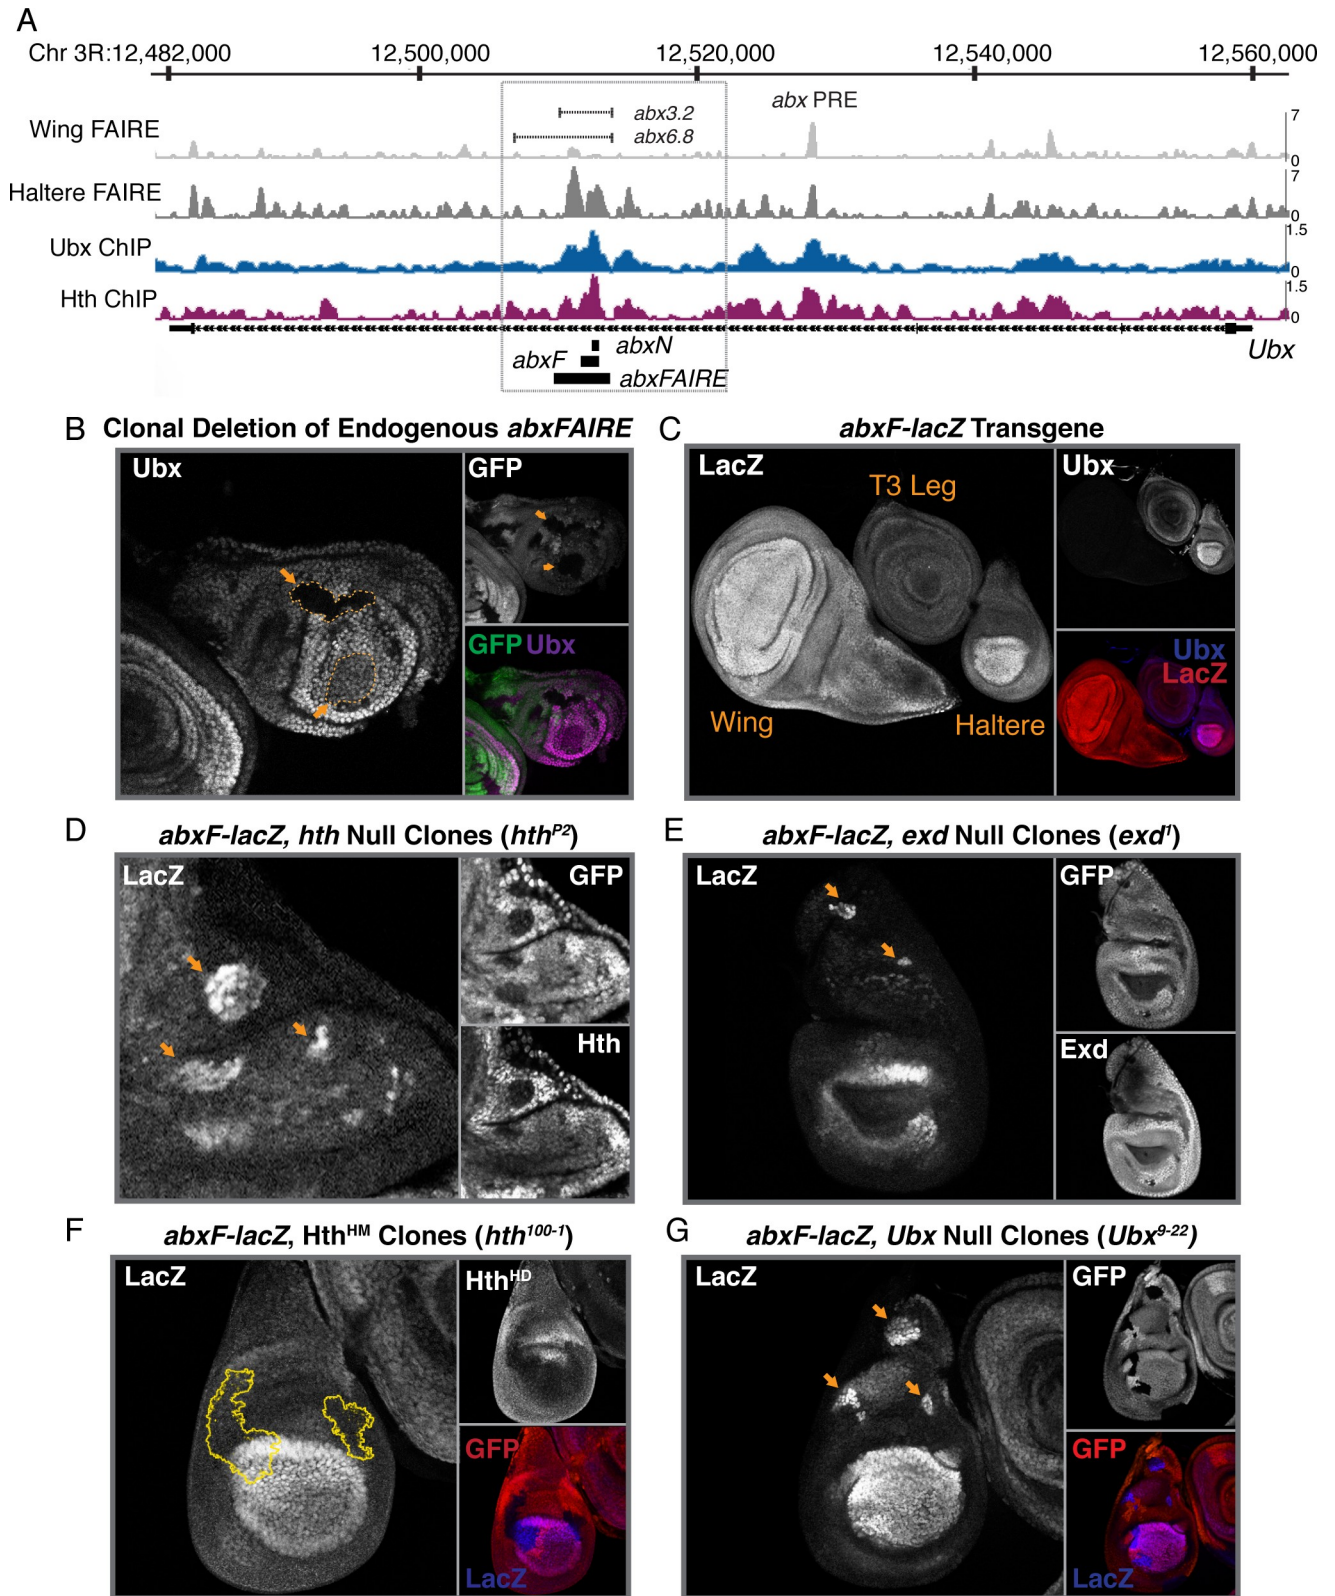 A
Chr 3R:12,482,000 12,500,000 12,520,000 12,540,000 12,560,000
abx PRE
abx3.2
abx6.8
Wing FAIRE
7
0
Haltere FAIRE
7
0
Ubx ChIP
1.5
0
Hth ChIP
1.5
0
Ubx
abxN
abxF
abxFAIRE
B Clonal Deletion of Endogenous abxFAIRE
Ubx
GFP
GFP Ubx
C abxF-lacZ Transgene
LacZ
T3 Leg
Wing
Haltere
Ubx
Ubx
LacZ
D abxF-lacZ, hth Null Clones (hthP2)
LacZ
GFP
Hth
E abxF-lacZ, exd Null Clones (exd1)
LacZ
GFP
Exd
F abxF-lacZ, HthHM Clones (hth100-1)
LacZ
HthHD
GFP
LacZ
G abxF-lacZ, Ubx Null Clones (Ubx9-22)
LacZ
GFP
GFP
LacZ